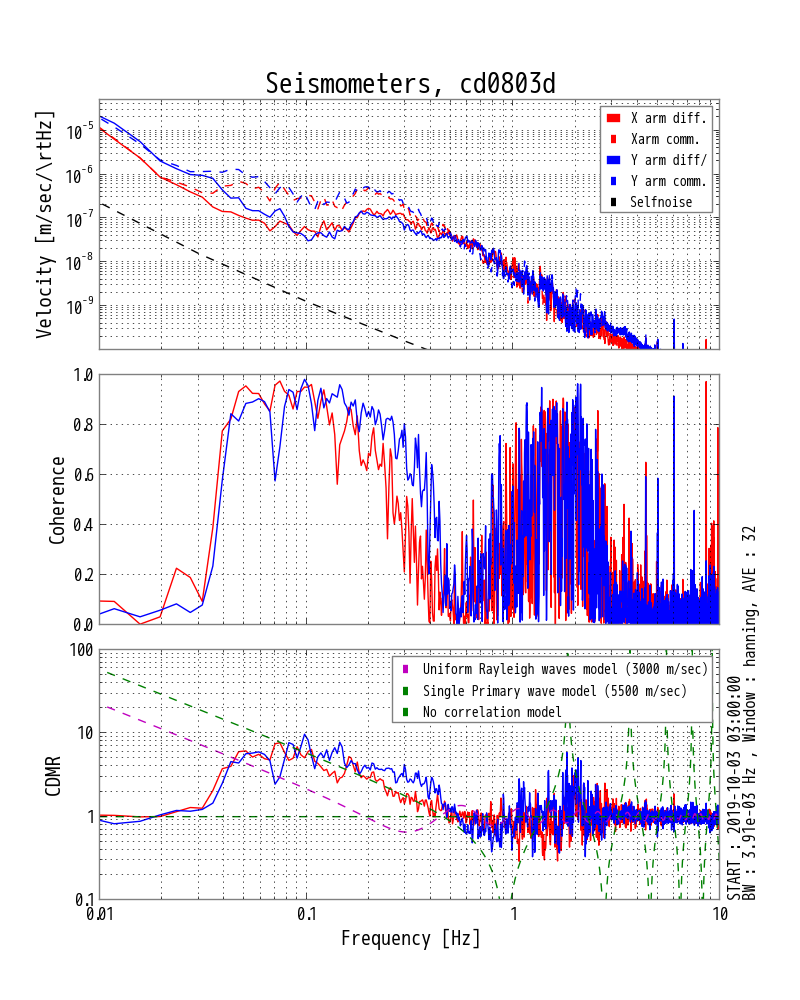 Seismometers, cd0803d
Velocity [m/sec/\rtHz]
10^-5
10^-6
10^-7
10^-8
10^-9
X arm diff.
Xarm comm.
Y arm diff/
Y arm comm.
Selfnoise
Coherence
1.0
0.8
0.6
0.4
0.2
0.0
CDMR
100
10
1
0.1
Uniform Rayleigh waves model (3000 m/sec)
Single Primary wave model (5500 m/sec)
No correlation model
0.01
0.1
1
10
Frequency [Hz]
START : 2019-10-03 03:00:00
BW : 3.91e-03 Hz , Window : hanning, AVE : 32